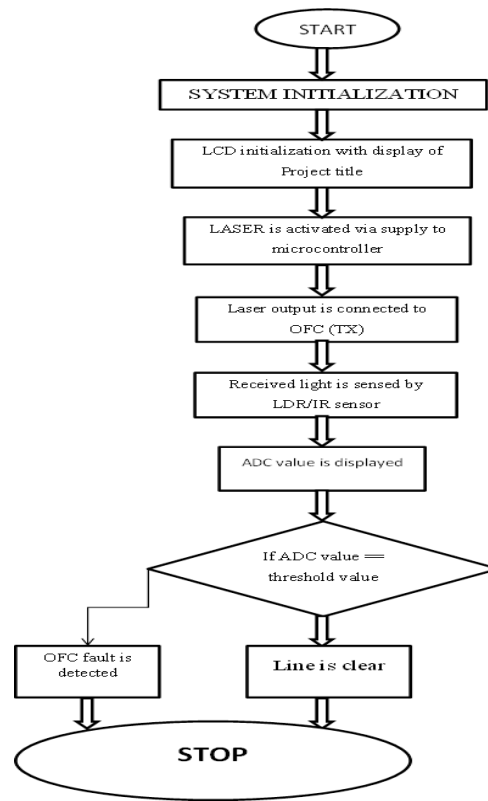 START
SYSTEM INITIALIZATION
LCD initialization with display of
Project title
LASER is activated via supply to
microcontroller
Laser output is connected to
OFC (TX)
Received light is sensed by
LDR/IR sensor
ADC value is displayed
If ADC value ==
threshold value
OFC fault is
detected
Line is clear
STOP